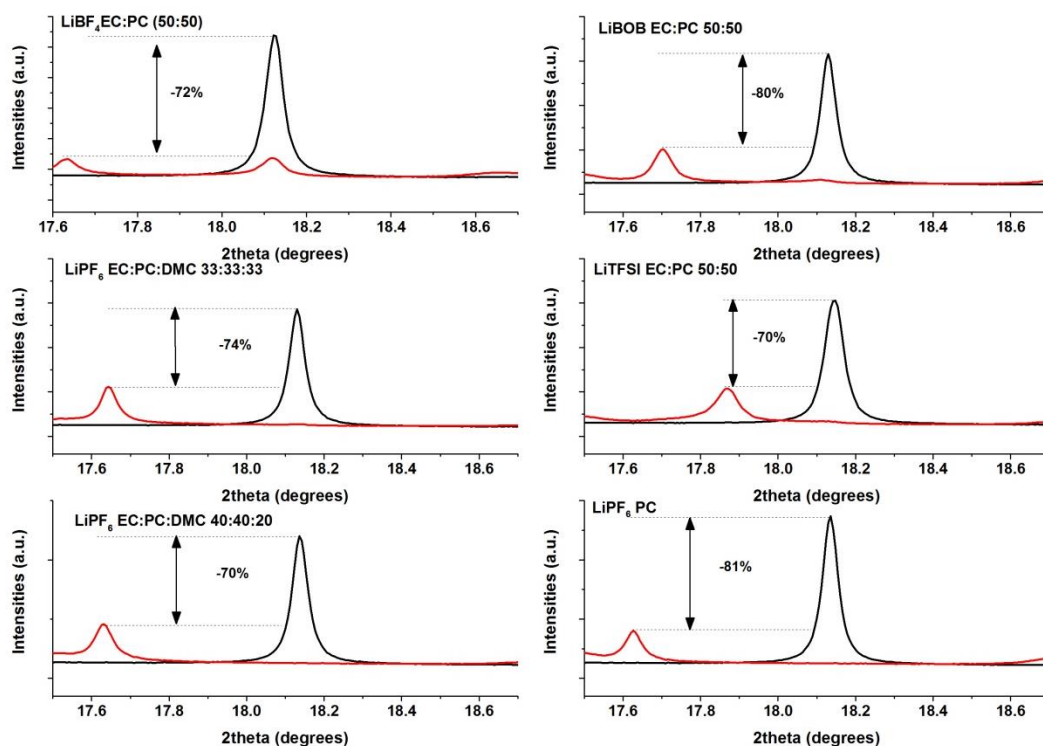 LiBF₄EC:PC (50:50)
-72%
Intensities (a.u.)
17.6 17.8 18.0 18.2 18.4 18.6
2theta (degrees)
LiBOB EC:PC 50:50
-80%
Intensities (a.u.)
17.6 17.8 18.0 18.2 18.4 18.6
2theta (degrees)
LiPF₆ EC:PC:DMC 33:33:33
-74%
Intensities (a.u.)
17.6 17.8 18.0 18.2 18.4 18.6
2theta (degrees)
LiTFSI EC:PC 50:50
-70%
Intensities (a.u.)
17.6 17.8 18.0 18.2 18.4 18.6
2theta (degrees)
LiPF₆ EC:PC:DMC 40:40:20
-70%
Intensities (a.u.)
17.6 17.8 18.0 18.2 18.4 18.6
2theta (degrees)
LiPF₆ PC
-81%
Intensities (a.u.)
17.6 17.8 18.0 18.2 18.4 18.6
2theta (degrees)